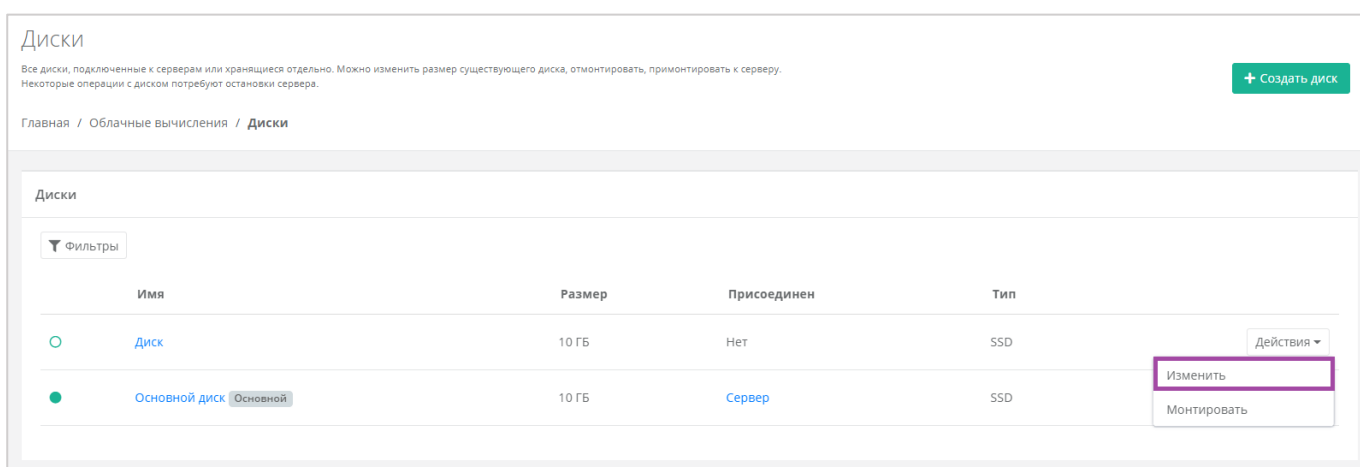 Диски
Все диски, подключенные к серверам или хранящиеся отдельно. Можно изменить размер существующего диска, отмонтировать, примонтировать к серверу.
Некоторые операции с диском потребуют остановки сервера.
+ Создать диск
Главная / Облачные вычисления / Диски
Диски
Фильтры
Имя Размер Присоединен Тип
Диск 10 ГБ Нет SSD Действия
Изменить
Основной диск Основной 10 ГБ Сервер SSD
Монтировать